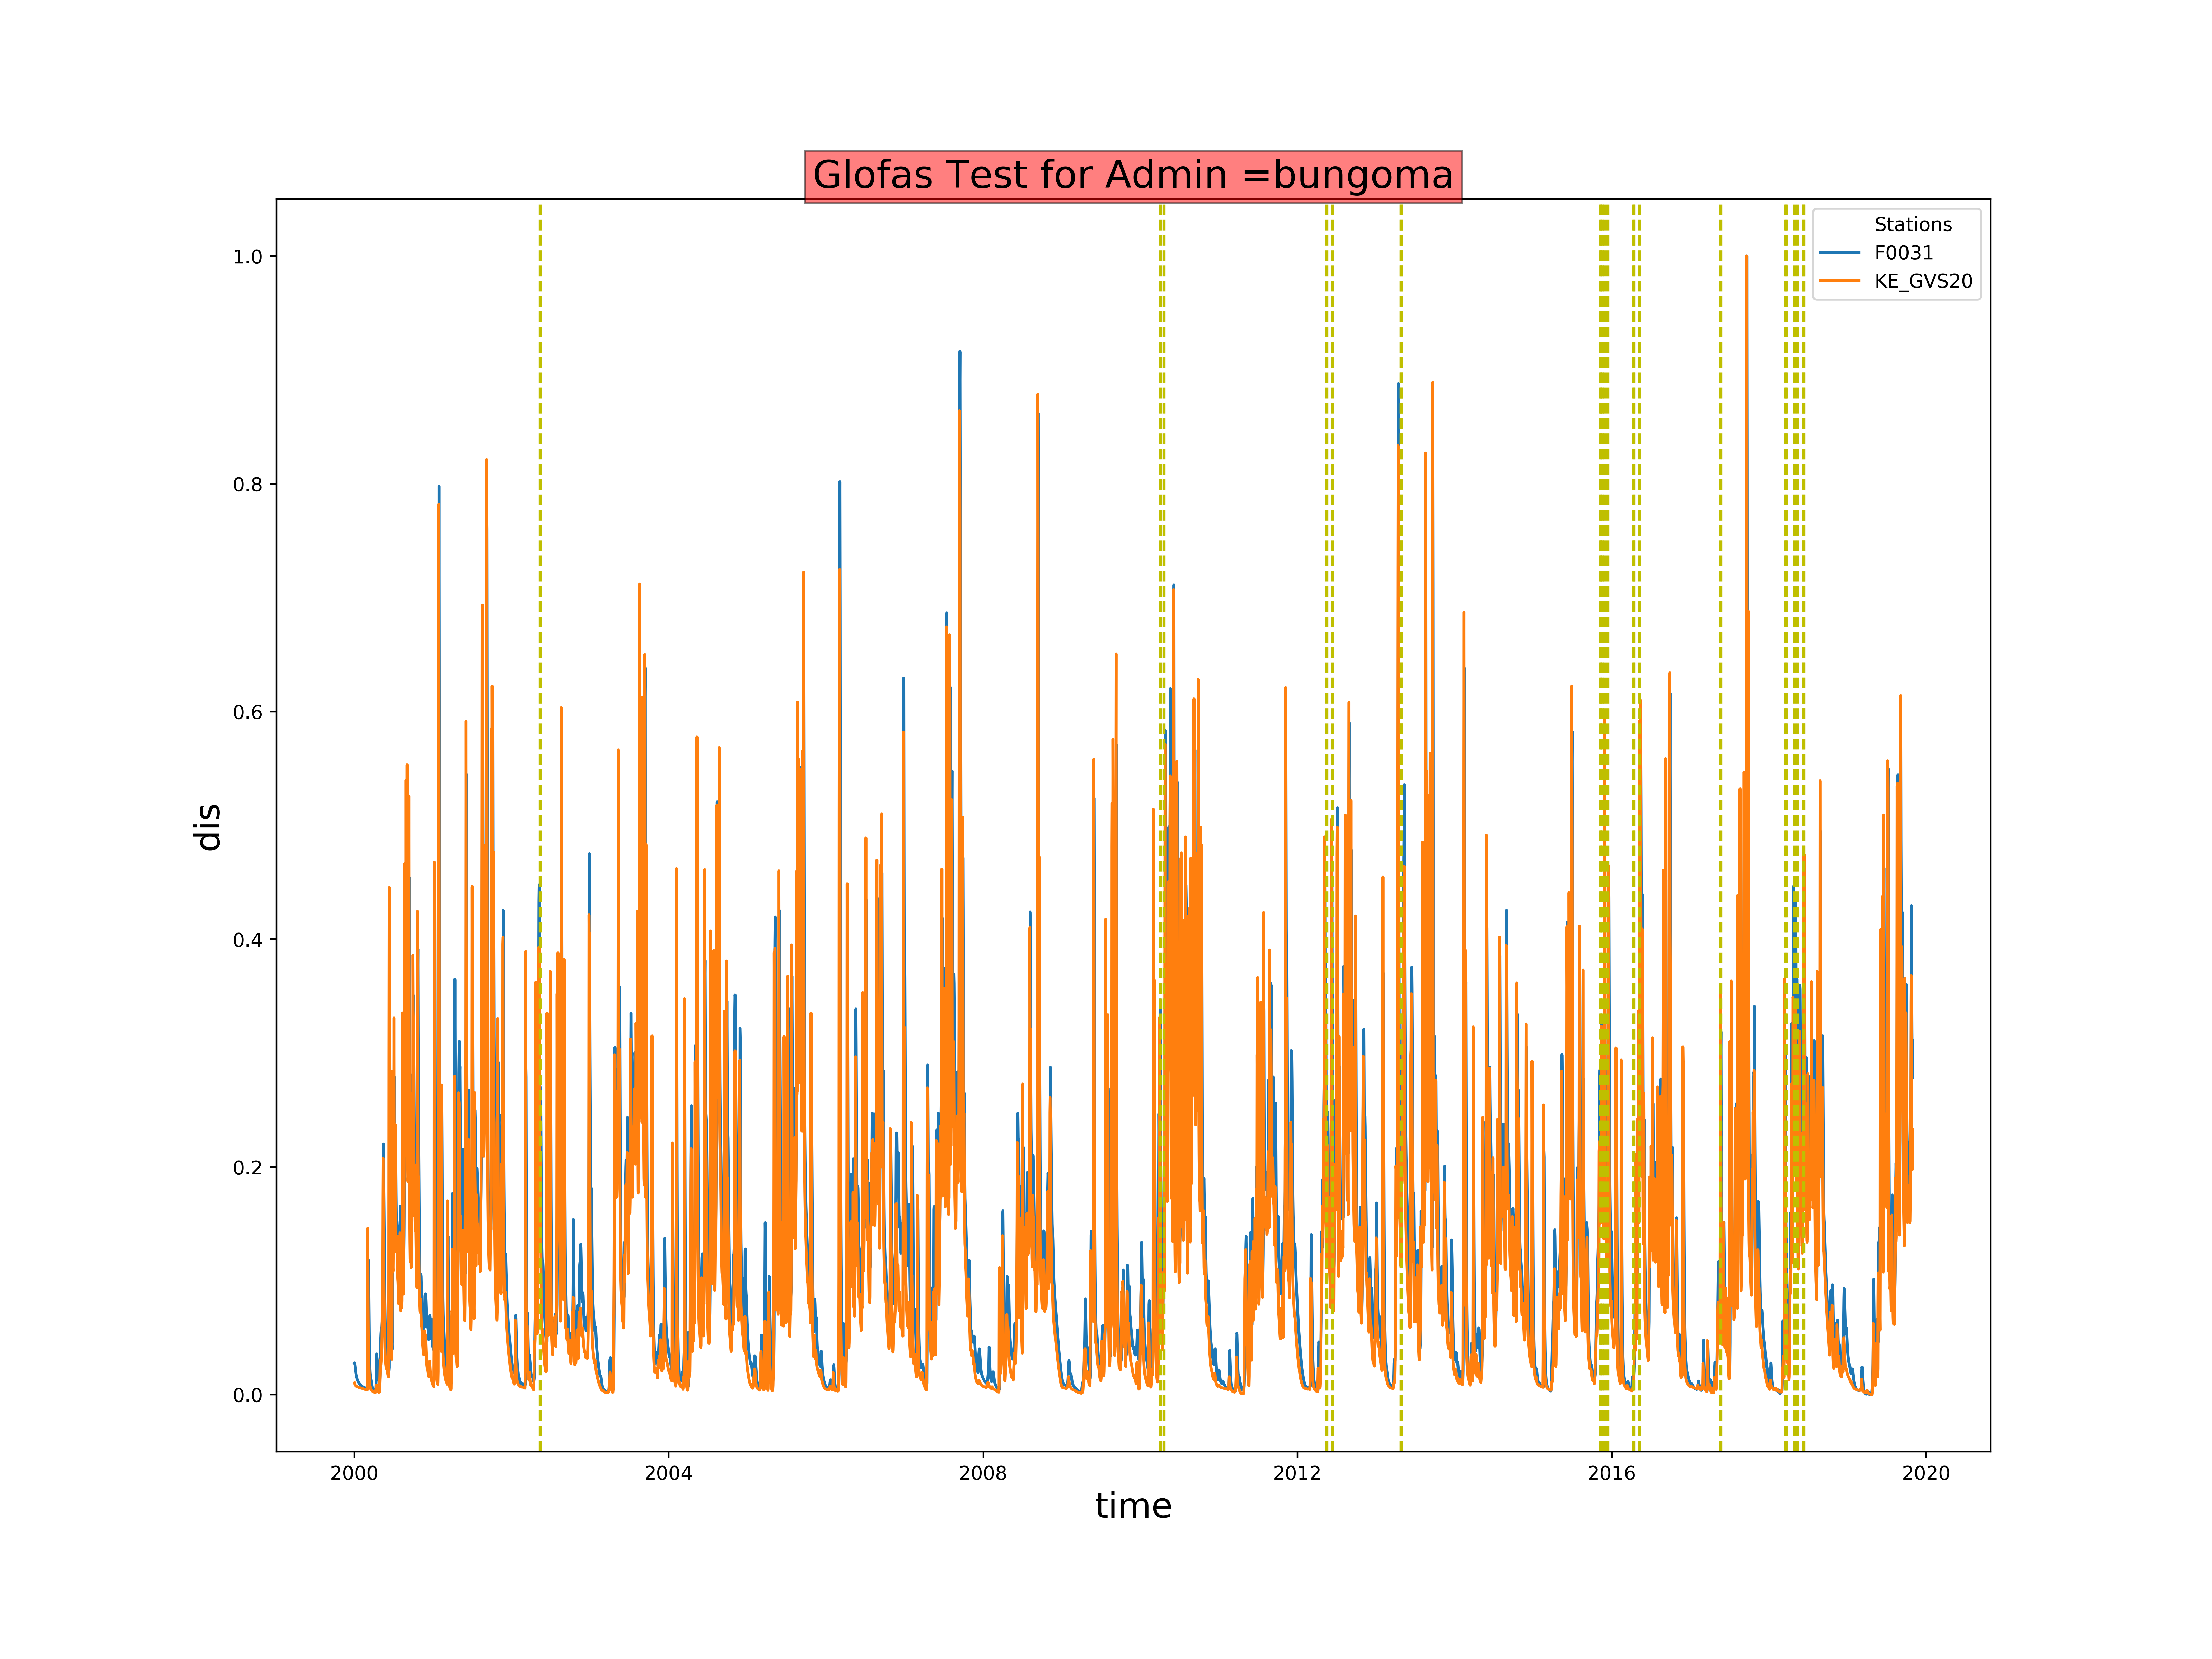 Glofas Test for Admin =bungoma
Stations
F0031
KE_GVS20
1.0
0.8
0.6
0.4
0.2
0.0
dis
2000 2004 2008 2012 2016 2020
time